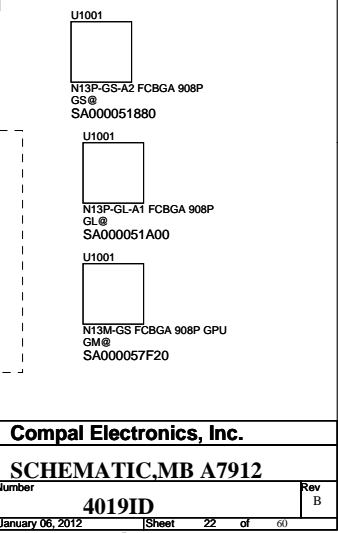 U1001
N13P-GS-A2 FCBGA 908P
GS@
SA000051880
U1001
N13P-GL-A1 FCBGA 908P
GL@
SA000051A00
U1001
N13M-GS FCBGA 908P GPU
GM@
SA000057F20
Compal Electronics, Inc.
SCHEMATIC,MB A7912
Number
Rev
4019ID
B
January 06, 2012 Sheet 22 of 60